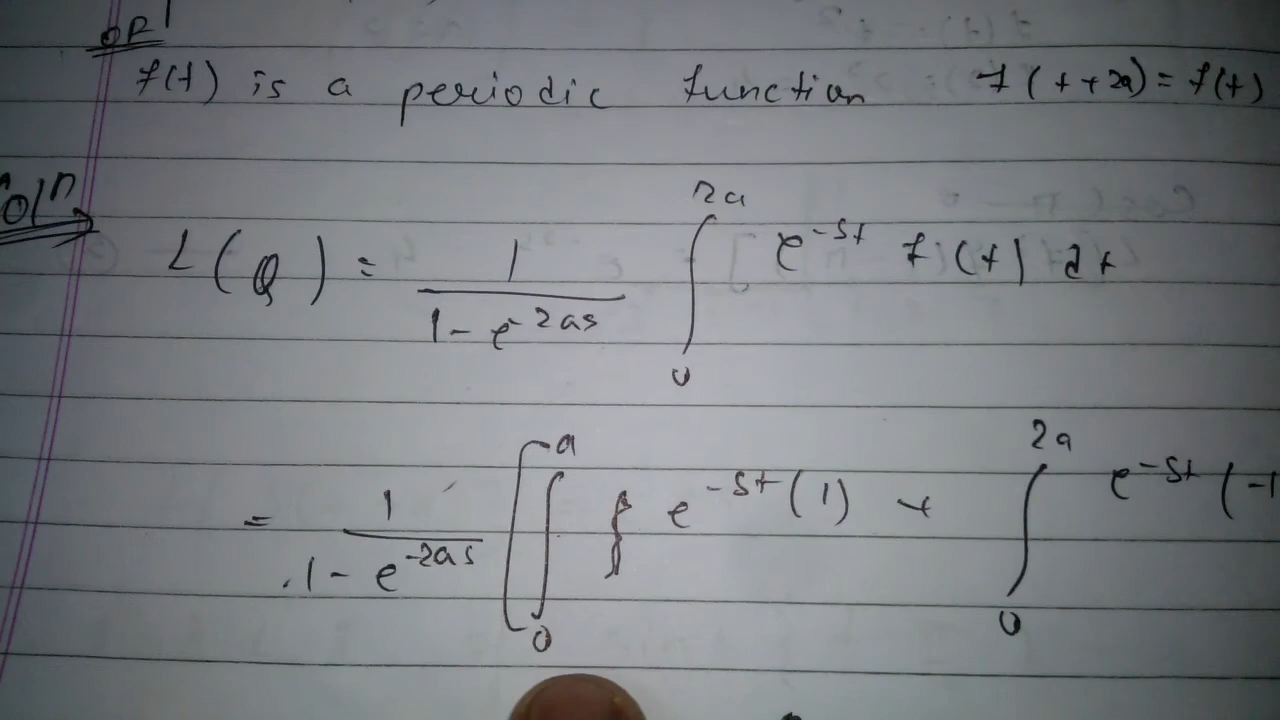 OR
f(t) is a periodic function f(t+2a) = f(t)
Solⁿ
L(Q) = 1/(1-e^-2as) ∫_0^2a e^-st f(t) dt
= 1/(1-e^-2as) [∫_0^a e^-st (1) + ∫_0^2a e^-st (-1